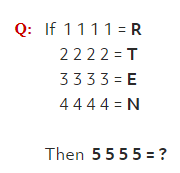 Q: If 1 1 1 1 = R
2 2 2 2 = T
3 3 3 3 = E
4 4 4 4 = N
Then 5 5 5 5 = ?